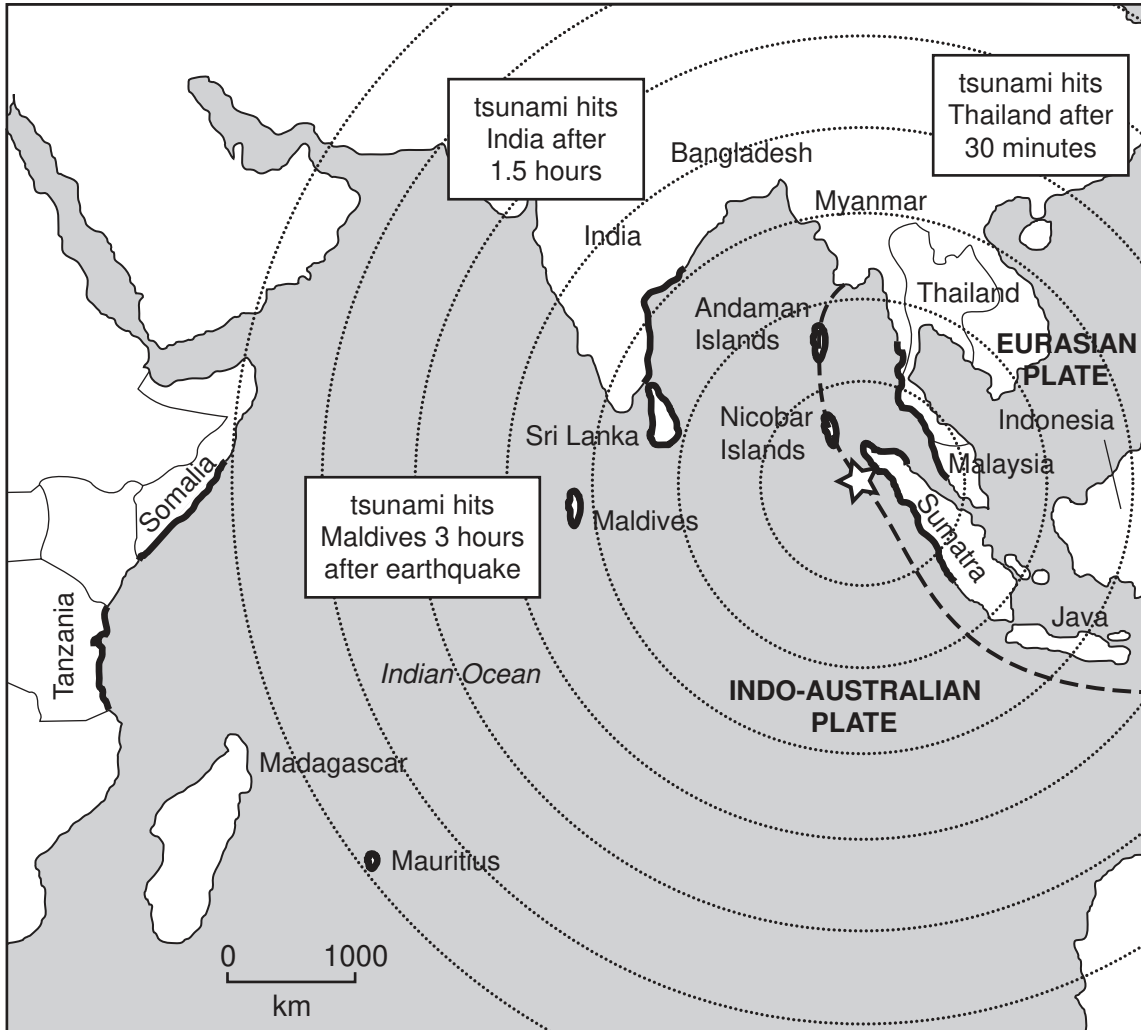 tsunami hits
India after
1.5 hours
tsunami hits
Thailand after
30 minutes
Bangladesh
Myanmar
India
Thailand
Andaman
Islands
EURASIAN
PLATE
Nicobar
Islands
Indonesia
Sri Lanka
Malaysia
Somalia
tsunami hits
Maldives 3 hours
after earthquake
Maldives
Sumatra
Tanzania
Java
Indian Ocean
INDO-AUSTRALIAN
PLATE
Madagascar
Mauritius
0 1000
km